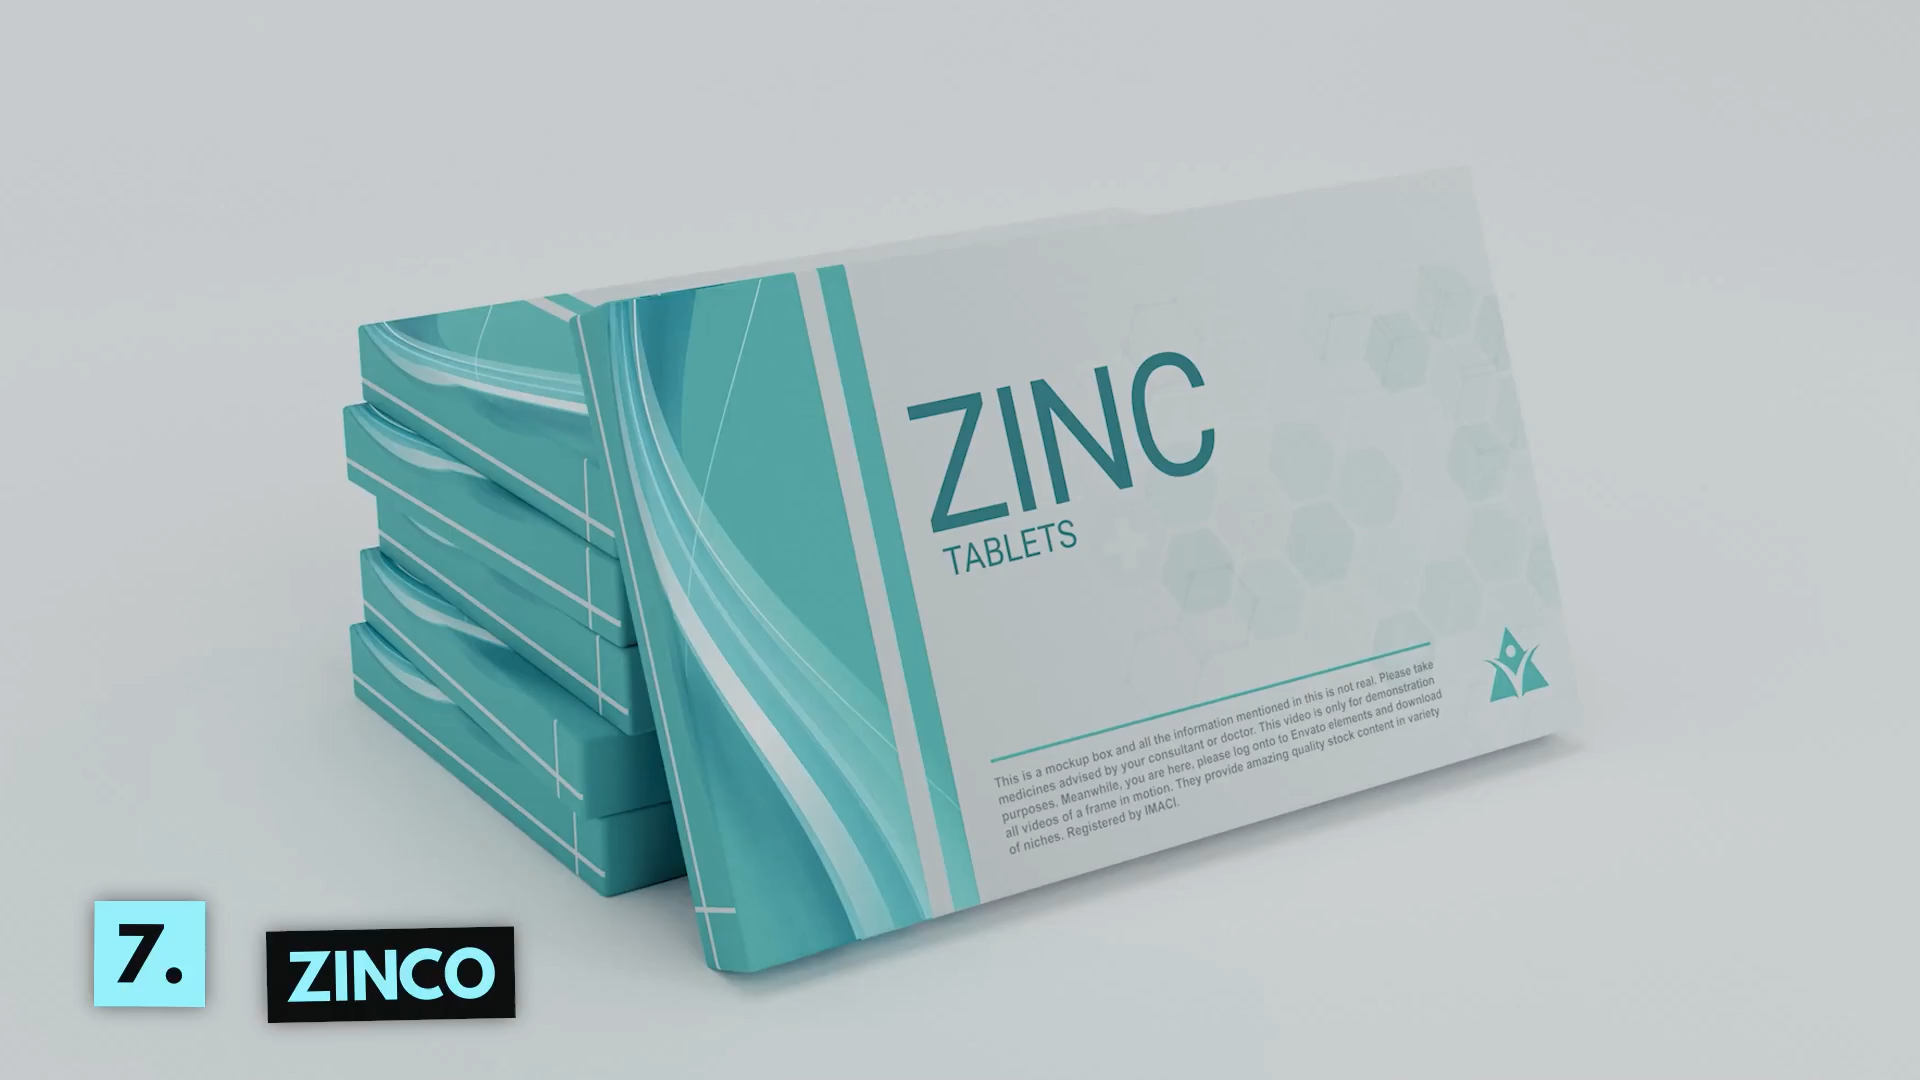 ZINC
TABLETS
This is a mockup box and all the information mentioned in this is not real. Please take
medicines advised by your consultant or doctor. This video is only for demonstration
purposes. Meanwhile, you are here, please log onto to Envato elements and download
all videos of a frame in motion. They provide amazing quality stock content in variety
of niches. Registered by IMACI.
7.
ZINCO